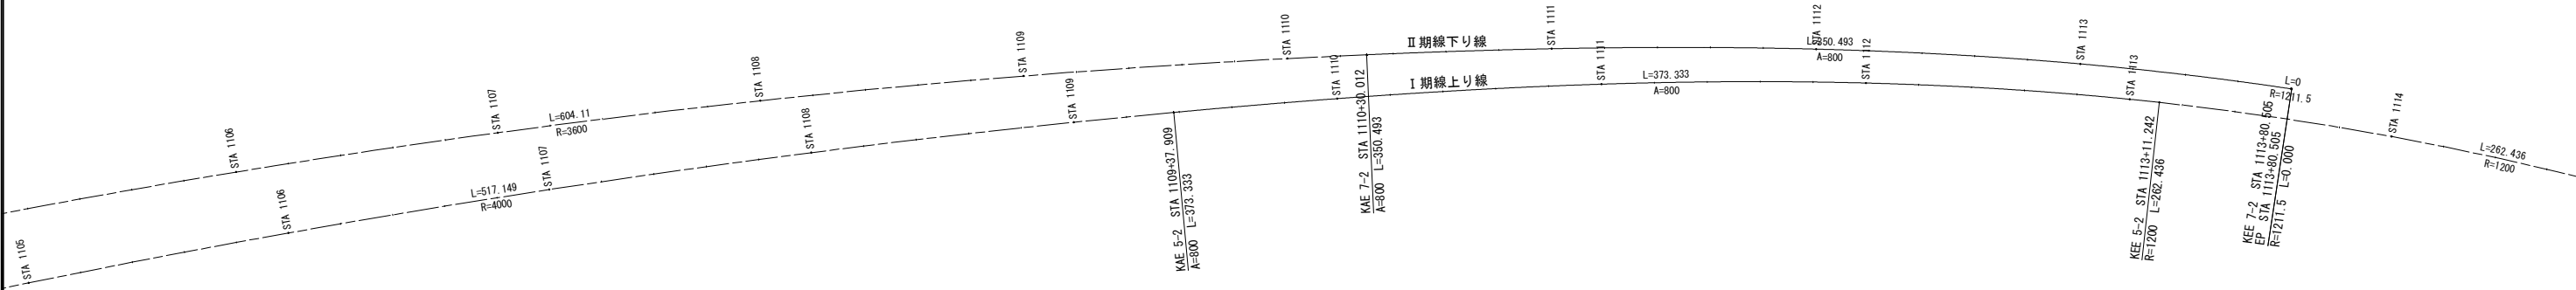 STA 1106
STA 1107
L=604.11
R=3600
STA 1108
STA 1109
STA 1110
Ⅱ期線下り線
STA 1111
STA 1112
L=350.493
A=800
STA 1113
L=0
R=1211.5
STA 1105
STA 1106
L=517.149
R=4000
STA 1107
STA 1108
STA 1109
STA 1110
Ⅰ期線上り線
STA 1111
L=373.333
A=800
STA 1112
STA 1113
STA 1114
L=262.436
R=1200
KAE 5-2 STA 1109+37.909
A=800 L=373.333
KAE 7-2 STA 1110+30.012
A=800 L=350.493
KEE 5-2 STA 1113+11.242
R=1200 L=262.436
KEE 7-2 STA 1113+80.505
EP STA 1113+80.505
R=1211.5 L=0.000